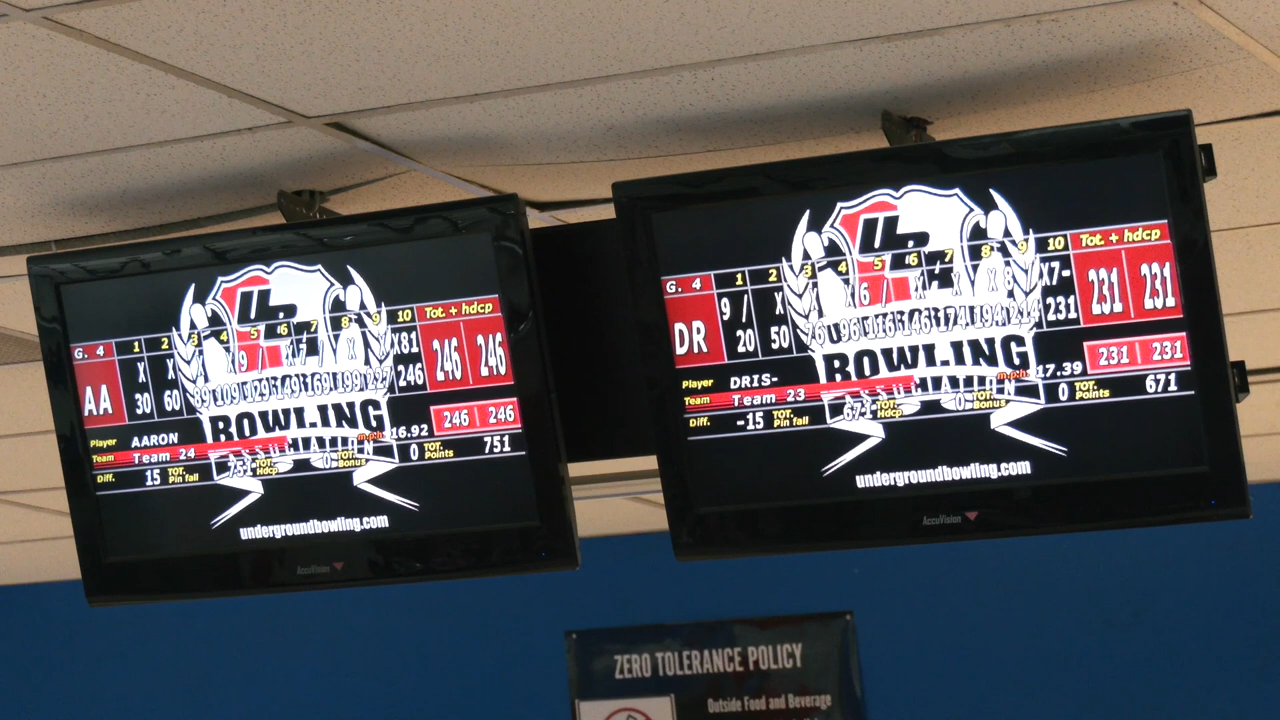 UB
G. 4 1 2 3 4 5 6 7 8 9 10 Tot. + hdcp
AA X X 9 / X 7 X X81 246 246
30 60 89 109 129 149 169 199 227 246
BOWLING
ASSOCIATION
246 246
Player AARON m.p.h. 16.92
Team Team 24
Diff. 15 TOT. Pin fall 751 TOT. Hdcp 0 TOT. Bonus 0 TOT. Points 751
undergroundbowling.com
AccuVision
UB
G. 4 1 2 3 4 5 6 7 8 9 10 Tot. + hdcp
DR 9 / X X 6 / X X X 8 X7- 231 231
20 50 76 96 116 146 174 194 214 231
BOWLING
ASSOCIATION
231 231
Player DRIS- m.p.h. 17.39
Team Team 23
Diff. -15 TOT. Pin fall 671 TOT. Hdcp 0 TOT. Bonus 0 TOT. Points 671
undergroundbowling.com
AccuVision
ZERO TOLERANCE POLICY
Outside Food and Beverage